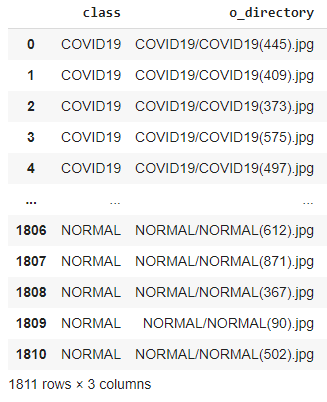 class o_directory
0 COVID19 COVID19/COVID19(445).jpg
1 COVID19 COVID19/COVID19(409).jpg
2 COVID19 COVID19/COVID19(373).jpg
3 COVID19 COVID19/COVID19(575).jpg
4 COVID19 COVID19/COVID19(497).jpg
... ... ...
1806 NORMAL NORMAL/NORMAL(612).jpg
1807 NORMAL NORMAL/NORMAL(871).jpg
1808 NORMAL NORMAL/NORMAL(367).jpg
1809 NORMAL NORMAL/NORMAL(90).jpg
1810 NORMAL NORMAL/NORMAL(502).jpg
1811 rows × 3 columns